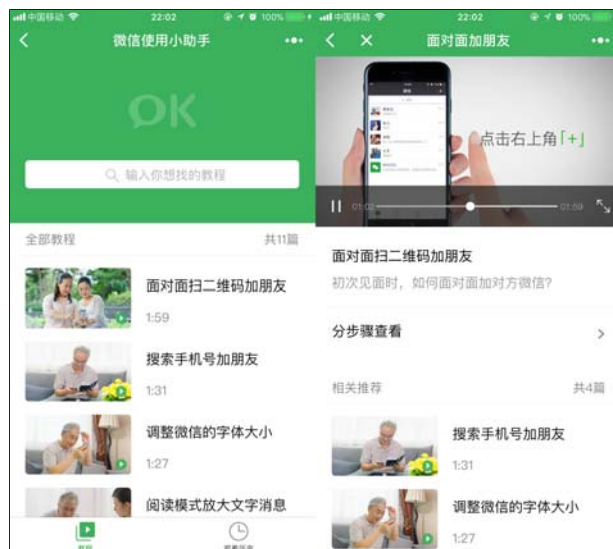 中国移动
22:02
100%
微信使用小助手
OK
输入你想找的教程
全部教程
共11篇
面对面扫二维码加朋友
1:59
搜索手机号加朋友
1:31
调整微信的字体大小
1:27
阅读模式放大文字消息
教程
观看历史
中国移动
22:02
100%
面对面加朋友
点击右上角「+」
01:02
01:59
面对面扫二维码加朋友
初次见面时，如何面对面加对方微信？
分步骤查看
相关推荐
共4篇
搜索手机号加朋友
1:31
调整微信的字体大小
1:27